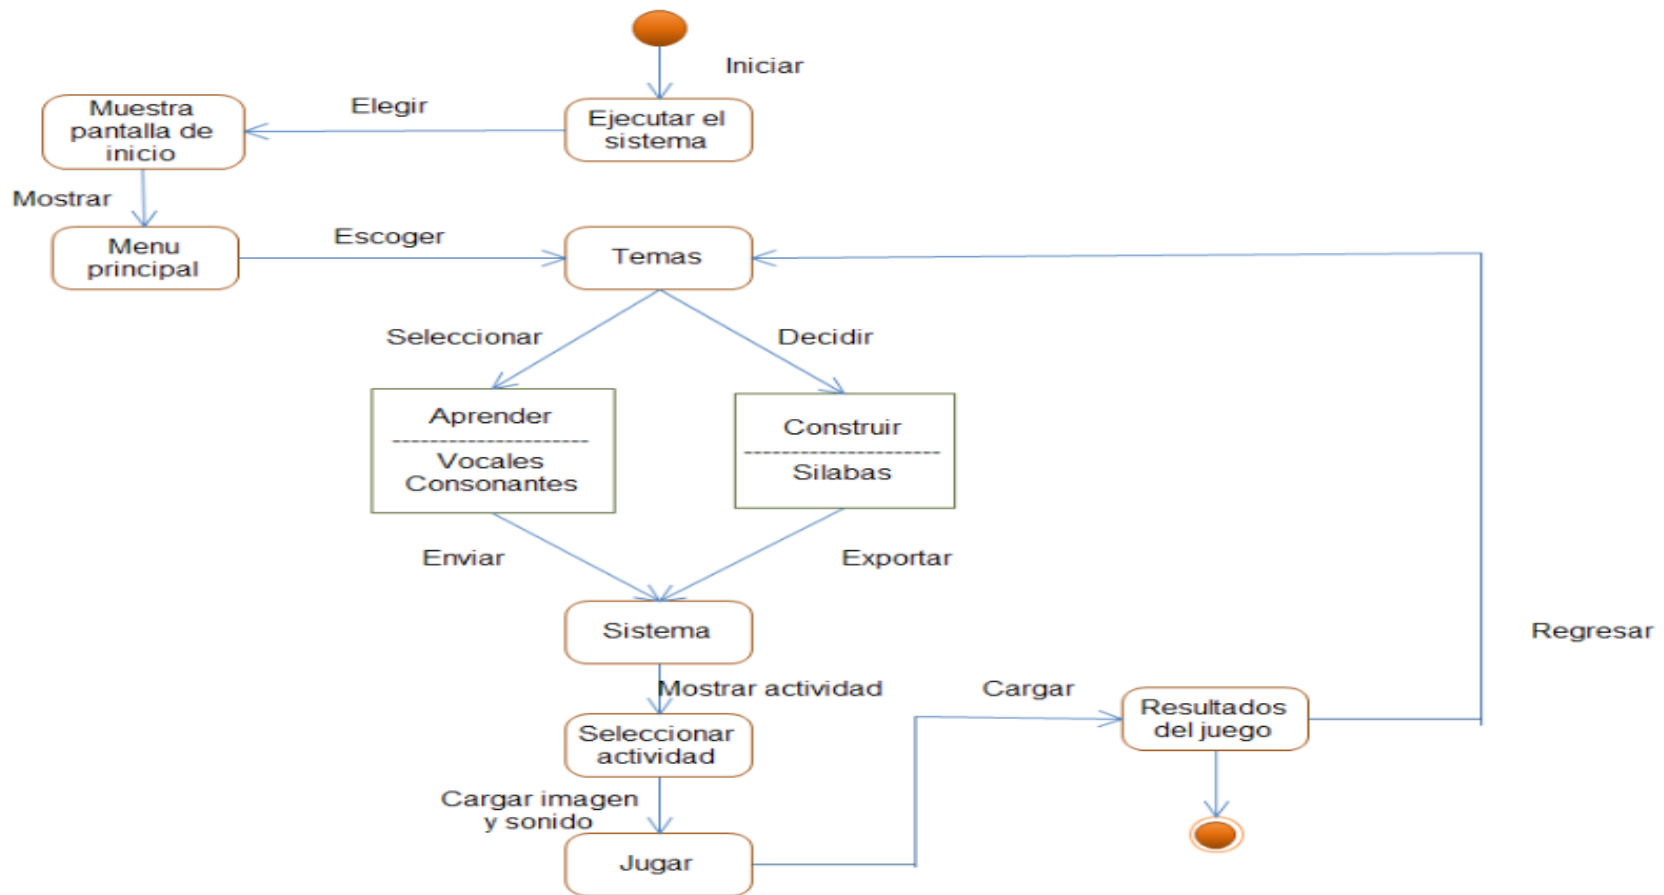 Iniciar
Elegir
Muestra
pantalla de
inicio
Ejecutar el
sistema
Mostrar
Menu
principal
Escoger
Temas
Seleccionar
Decidir
Aprender
----------------------
Vocales
Consonantes
Construir
----------------------
Silabas
Enviar
Exportar
Sistema
Regresar
Mostrar actividad
Cargar
Resultados
del juego
Seleccionar
actividad
Cargar imagen
y sonido
Jugar